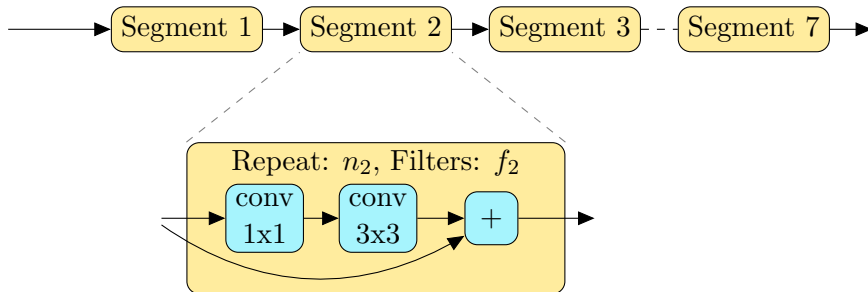 Segment 1 Segment 2 Segment 3 Segment 7
Repeat: n₂, Filters: f₂
conv
1x1
conv
3x3
+